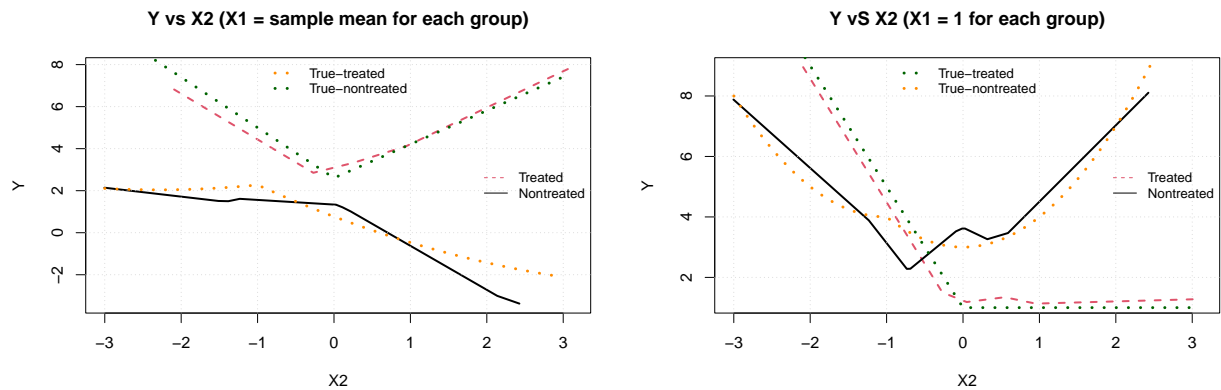 Y vs X2 (X1 = sample mean for each group)
True−treated
True−nontreated
Treated
Nontreated
8
6
4
2
0
−2
Y
−3 −2 −1 0 1 2 3
X2
Y vS X2 (X1 = 1 for each group)
True−treated
True−nontreated
Treated
Nontreated
8
6
4
2
Y
−3 −2 −1 0 1 2 3
X2